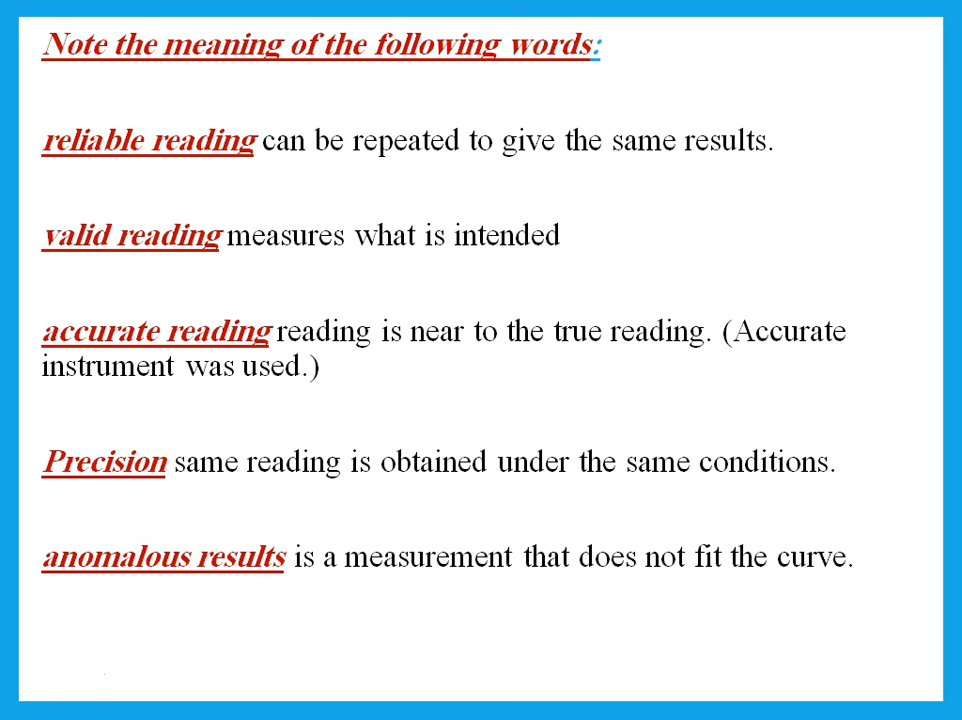 Note the meaning of the following words:
reliable reading can be repeated to give the same results.
valid reading measures what is intended
accurate reading reading is near to the true reading. (Accurate
instrument was used.)
Precision same reading is obtained under the same conditions.
anomalous results is a measurement that does not fit the curve.